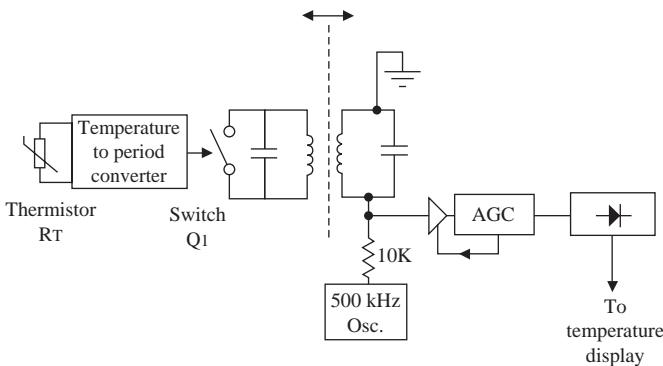 Temperature
to period
converter
Thermistor
RT
Switch
Q1
10K
500 kHz
Osc.
AGC
To
temperature
display